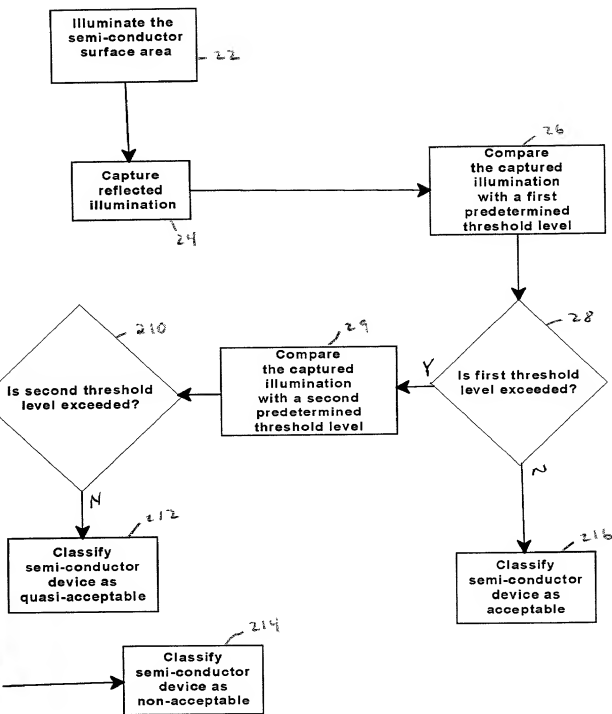 Illuminate the
semi-conductor
surface area
22
Capture
reflected
illumination
24
26
Compare
the captured
illumination
with a first
predetermined
threshold level
28
Is first threshold
level exceeded?
Y
N
29
Compare
the captured
illumination
with a second
predetermined
threshold level
210
Is second threshold
level exceeded?
N
212
Classify
semi-conductor
device as
quasi-acceptable
216
Classify
semi-conductor
device as
acceptable
214
Classify
semi-conductor
device as
non-acceptable